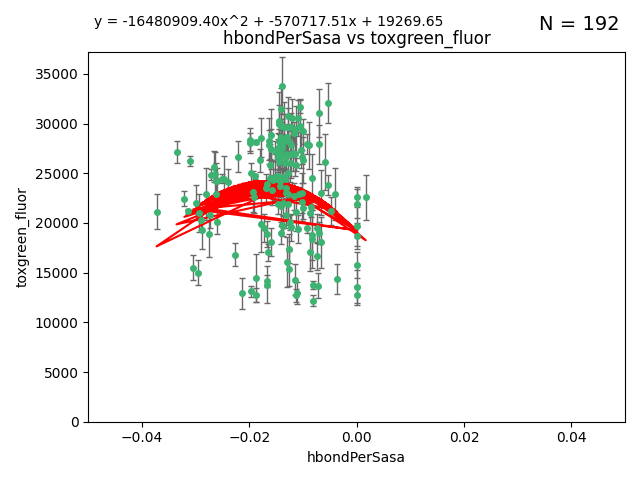 y = -16480909.40x^2 + -570717.51x + 19269.65
N = 192
hbondPerSasa vs toxgreen_fluor
35000
30000
25000
20000
15000
10000
5000
0
toxgreen_fluor
−0.04
−0.02
0.00
0.02
0.04
hbondPerSasa